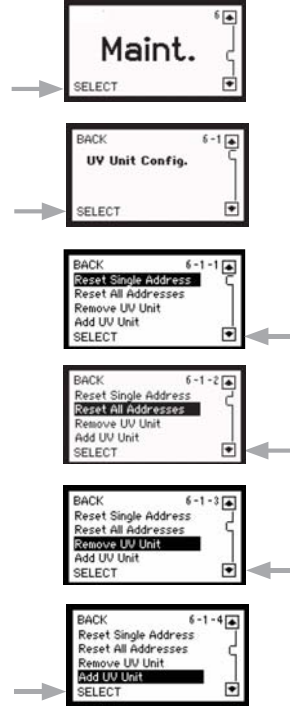 6
Maint.
SELECT
BACK 6-1
UV Unit Config.
SELECT
BACK 6-1-1
Reset Single Address
Reset All Addresses
Remove UV Unit
Add UV Unit
SELECT
BACK 6-1-2
Reset Single Address
Reset All Addresses
Remove UV Unit
Add UV Unit
SELECT
BACK 6-1-3
Reset Single Address
Reset All Addresses
Remove UV Unit
Add UV Unit
SELECT
BACK 6-1-4
Reset Single Address
Reset All Addresses
Remove UV Unit
Add UV Unit
SELECT